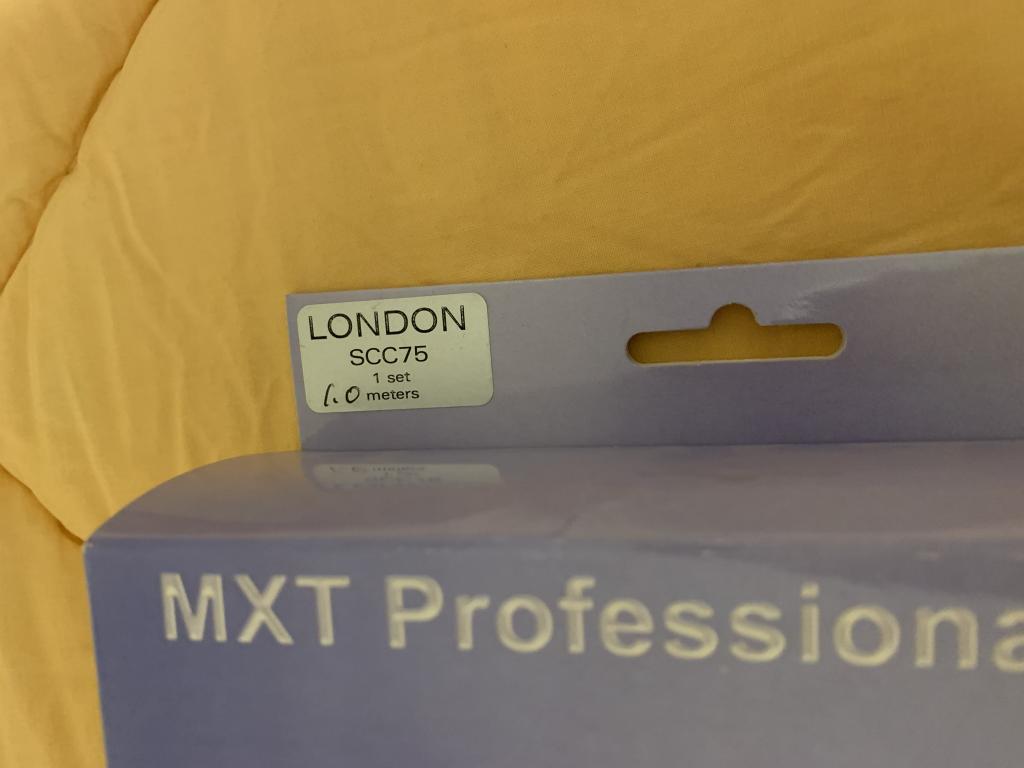 LONDON
SCC75
1 set
1.0 meters
MXT Professiona